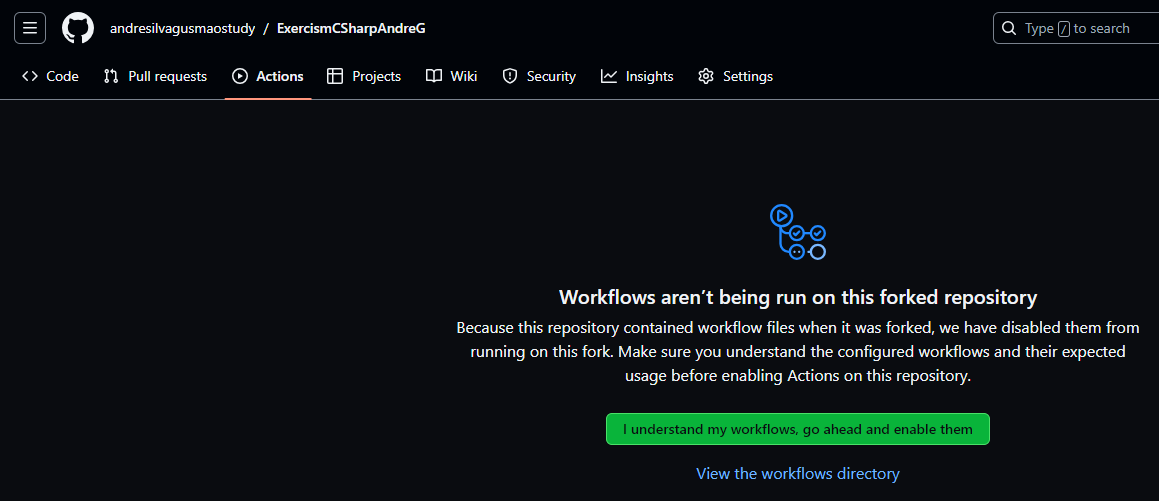 andresilvagusmaostudy / ExercismCSharpAndreG
Type / to search
Code Pull requests Actions Projects Wiki Security Insights Settings
Workflows aren’t being run on this forked repository
Because this repository contained workflow files when it was forked, we have disabled them from
running on this fork. Make sure you understand the configured workflows and their expected
usage before enabling Actions on this repository.
I understand my workflows, go ahead and enable them
View the workflows directory